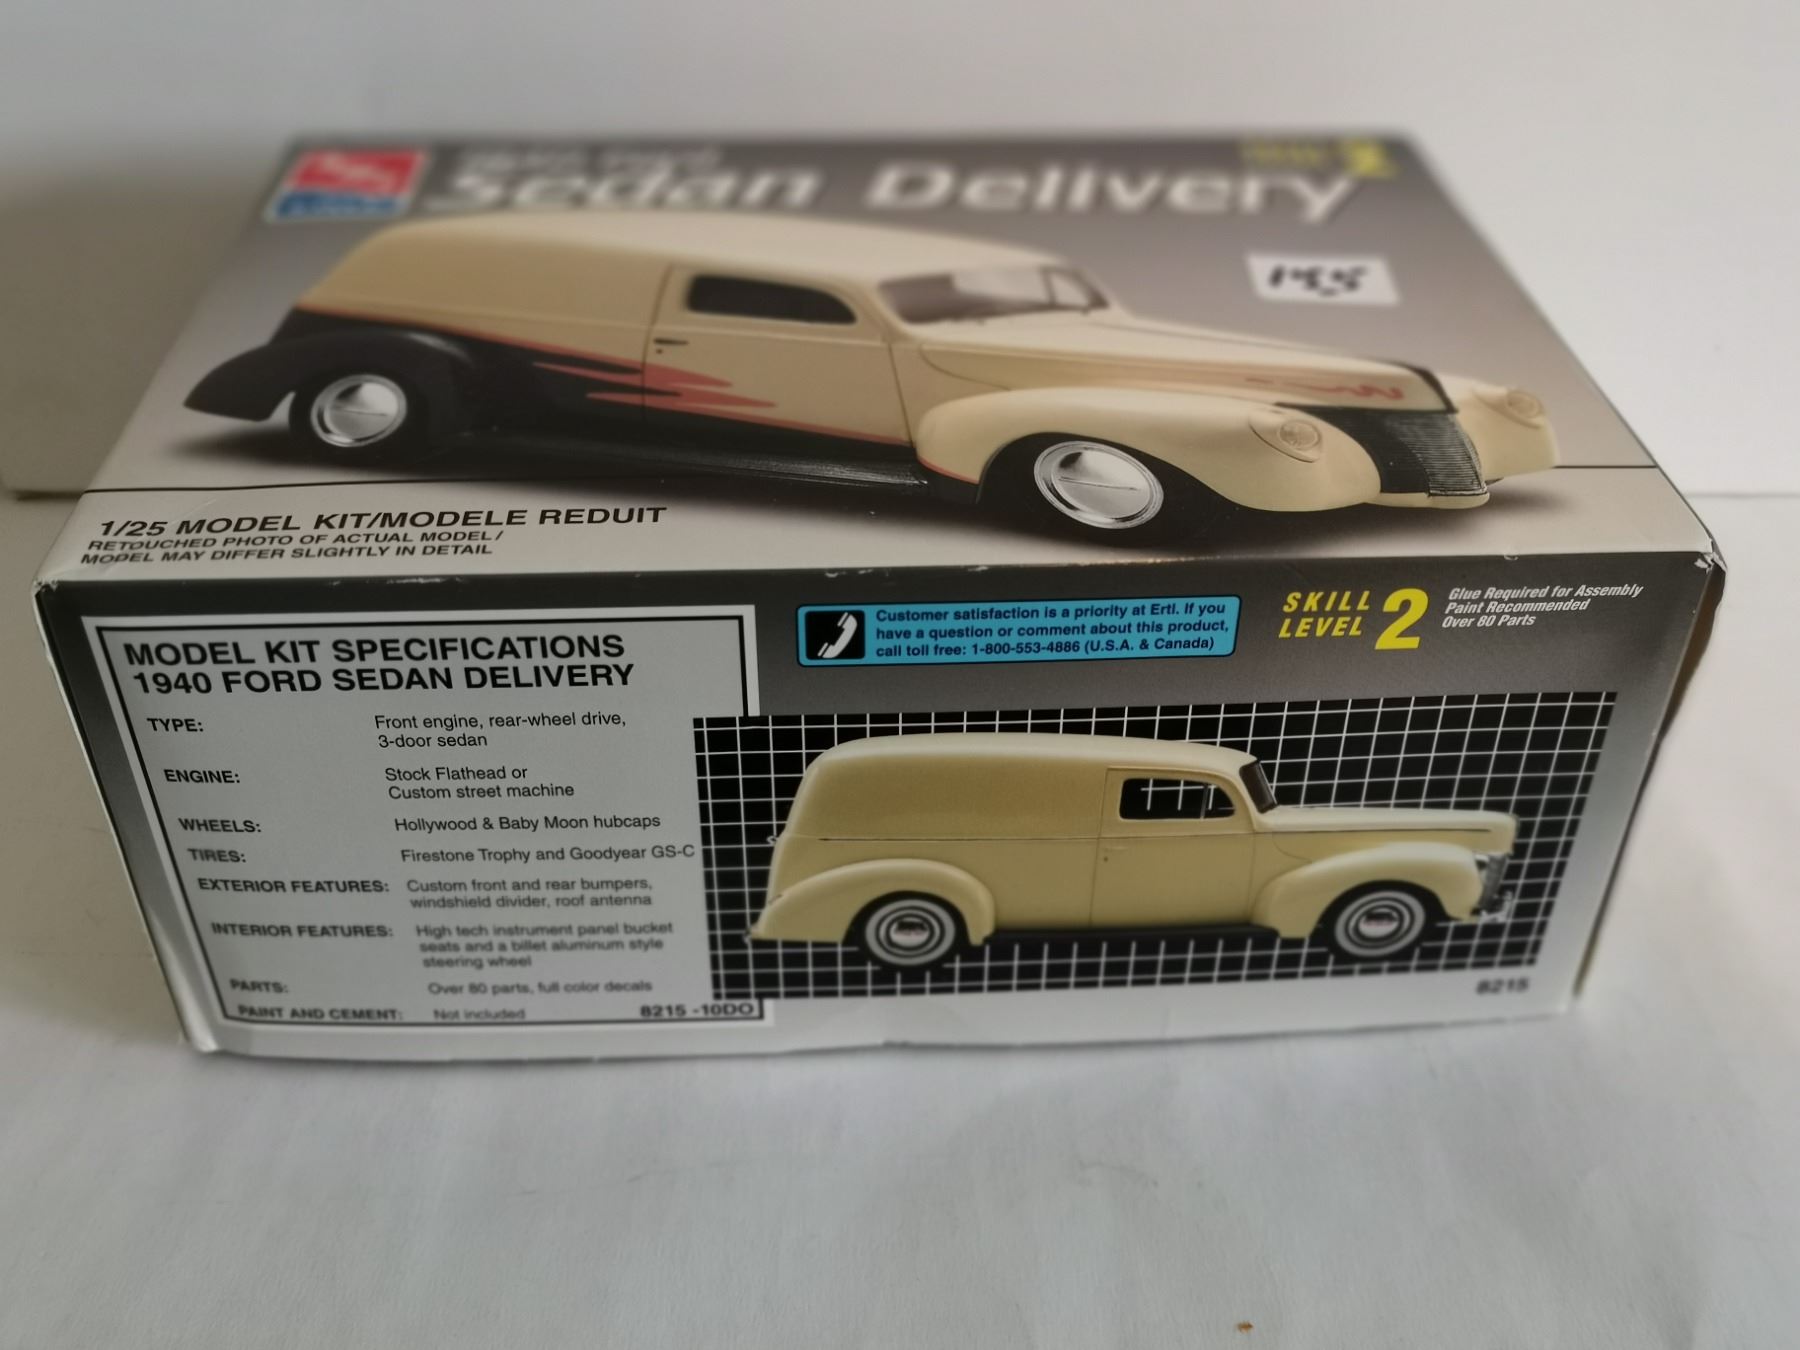 Sedan Delivery
2
1/25 MODEL KIT/MODELE REDUIT
RETOUCHED PHOTO OF ACTUAL MODEL/
MODEL MAY DIFFER SLIGHTLY IN DETAIL
MODEL KIT SPECIFICATIONS
1940 FORD SEDAN DELIVERY
TYPE: Front engine, rear-wheel drive,
3-door sedan
ENGINE: Stock Flathead or
Custom street machine
WHEELS: Hollywood & Baby Moon hubcaps
TIRES: Firestone Trophy and Goodyear GS-C
EXTERIOR FEATURES: Custom front and rear bumpers,
windshield divider, roof antenna
INTERIOR FEATURES: High tech instrument panel bucket
seats and a billet aluminum style
steering wheel
PARTS: Over 80 parts, full color decals
PAINT AND CEMENT: Not included 8215 -10DO
Customer satisfaction is a priority at Ertl. If you
have a question or comment about this product,
call toll free: 1-800-553-4886 (U.S.A. & Canada)
SKILL
LEVEL 2
Glue Required for Assembly
Paint Recommended
Over 80 Parts
8215